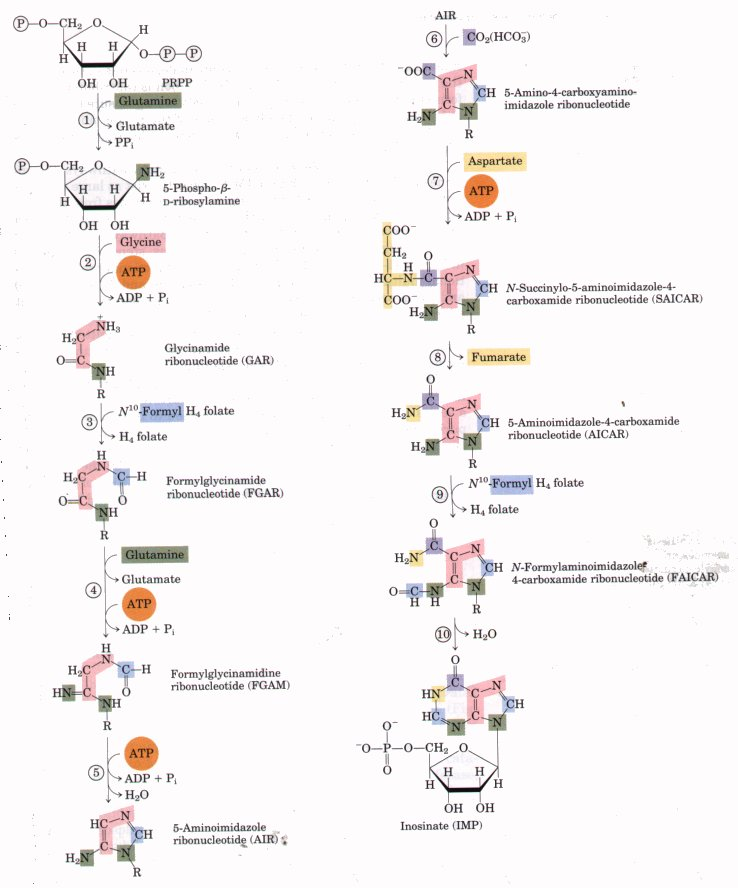 P—O—CH₂
O
H
H H
H
O—P—P
OH OH
PRPP
Glutamine
① Glutamate
PPᵢ
P—O—CH₂
O
NH₂
H
H H
H
OH OH
5-Phospho-β-
D-ribosylamine
Glycine
②
ATP
ADP + Pᵢ
+
NH₃
H₂C
O=C
NH
R
Glycinamide
ribonucleotide (GAR)
③ N¹⁰-Formyl H₄ folate
H₄ folate
H
N
H₂C C—H
O=C O
NH
R
Formylglycinamide
ribonucleotide (FGAR)
Glutamine
Glutamate
④
ATP
ADP + Pᵢ
H
N
H₂C C—H
HN=C O
NH
R
Formylglycinamidine
ribonucleotide (FGAM)
ATP
⑤
ADP + Pᵢ
H₂O
HC N
CH
C
H₂N N
R
5-Aminoimidazole
ribonucleotide (AIR)
AIR
⑥ CO₂(HCO₃⁻)
⁻OOC
C N
CH
C
H₂N N
R
5-Amino-4-carboxyamino-
imidazole ribonucleotide
Aspartate
⑦
ATP
ADP + Pᵢ
COO⁻
CH₂ O
H
HC—N—C C N
CH
COO⁻ C
H₂N N
R
N-Succinylo-5-aminoimidazole-4-
carboxamide ribonucleotide (SAICAR)
⑧ Fumarate
O
C N
H₂N C
CH
C
H₂N N
R
5-Aminoimidazole-4-carboxamide
ribonucleotide (AICAR)
⑨ N¹⁰-Formyl H₄ folate
H₄ folate
O
C N
H₂N C
CH
C
O=C N N
H H
R
N-Formylaminoimidazole-
4-carboxamide ribonucleotide (FAICAR)
⑩ H₂O
O
C N
HN C
CH
HC C
N N
O⁻
⁻O—P—O—CH₂
O
O
H H
H H
OH OH
Inosinate (IMP)